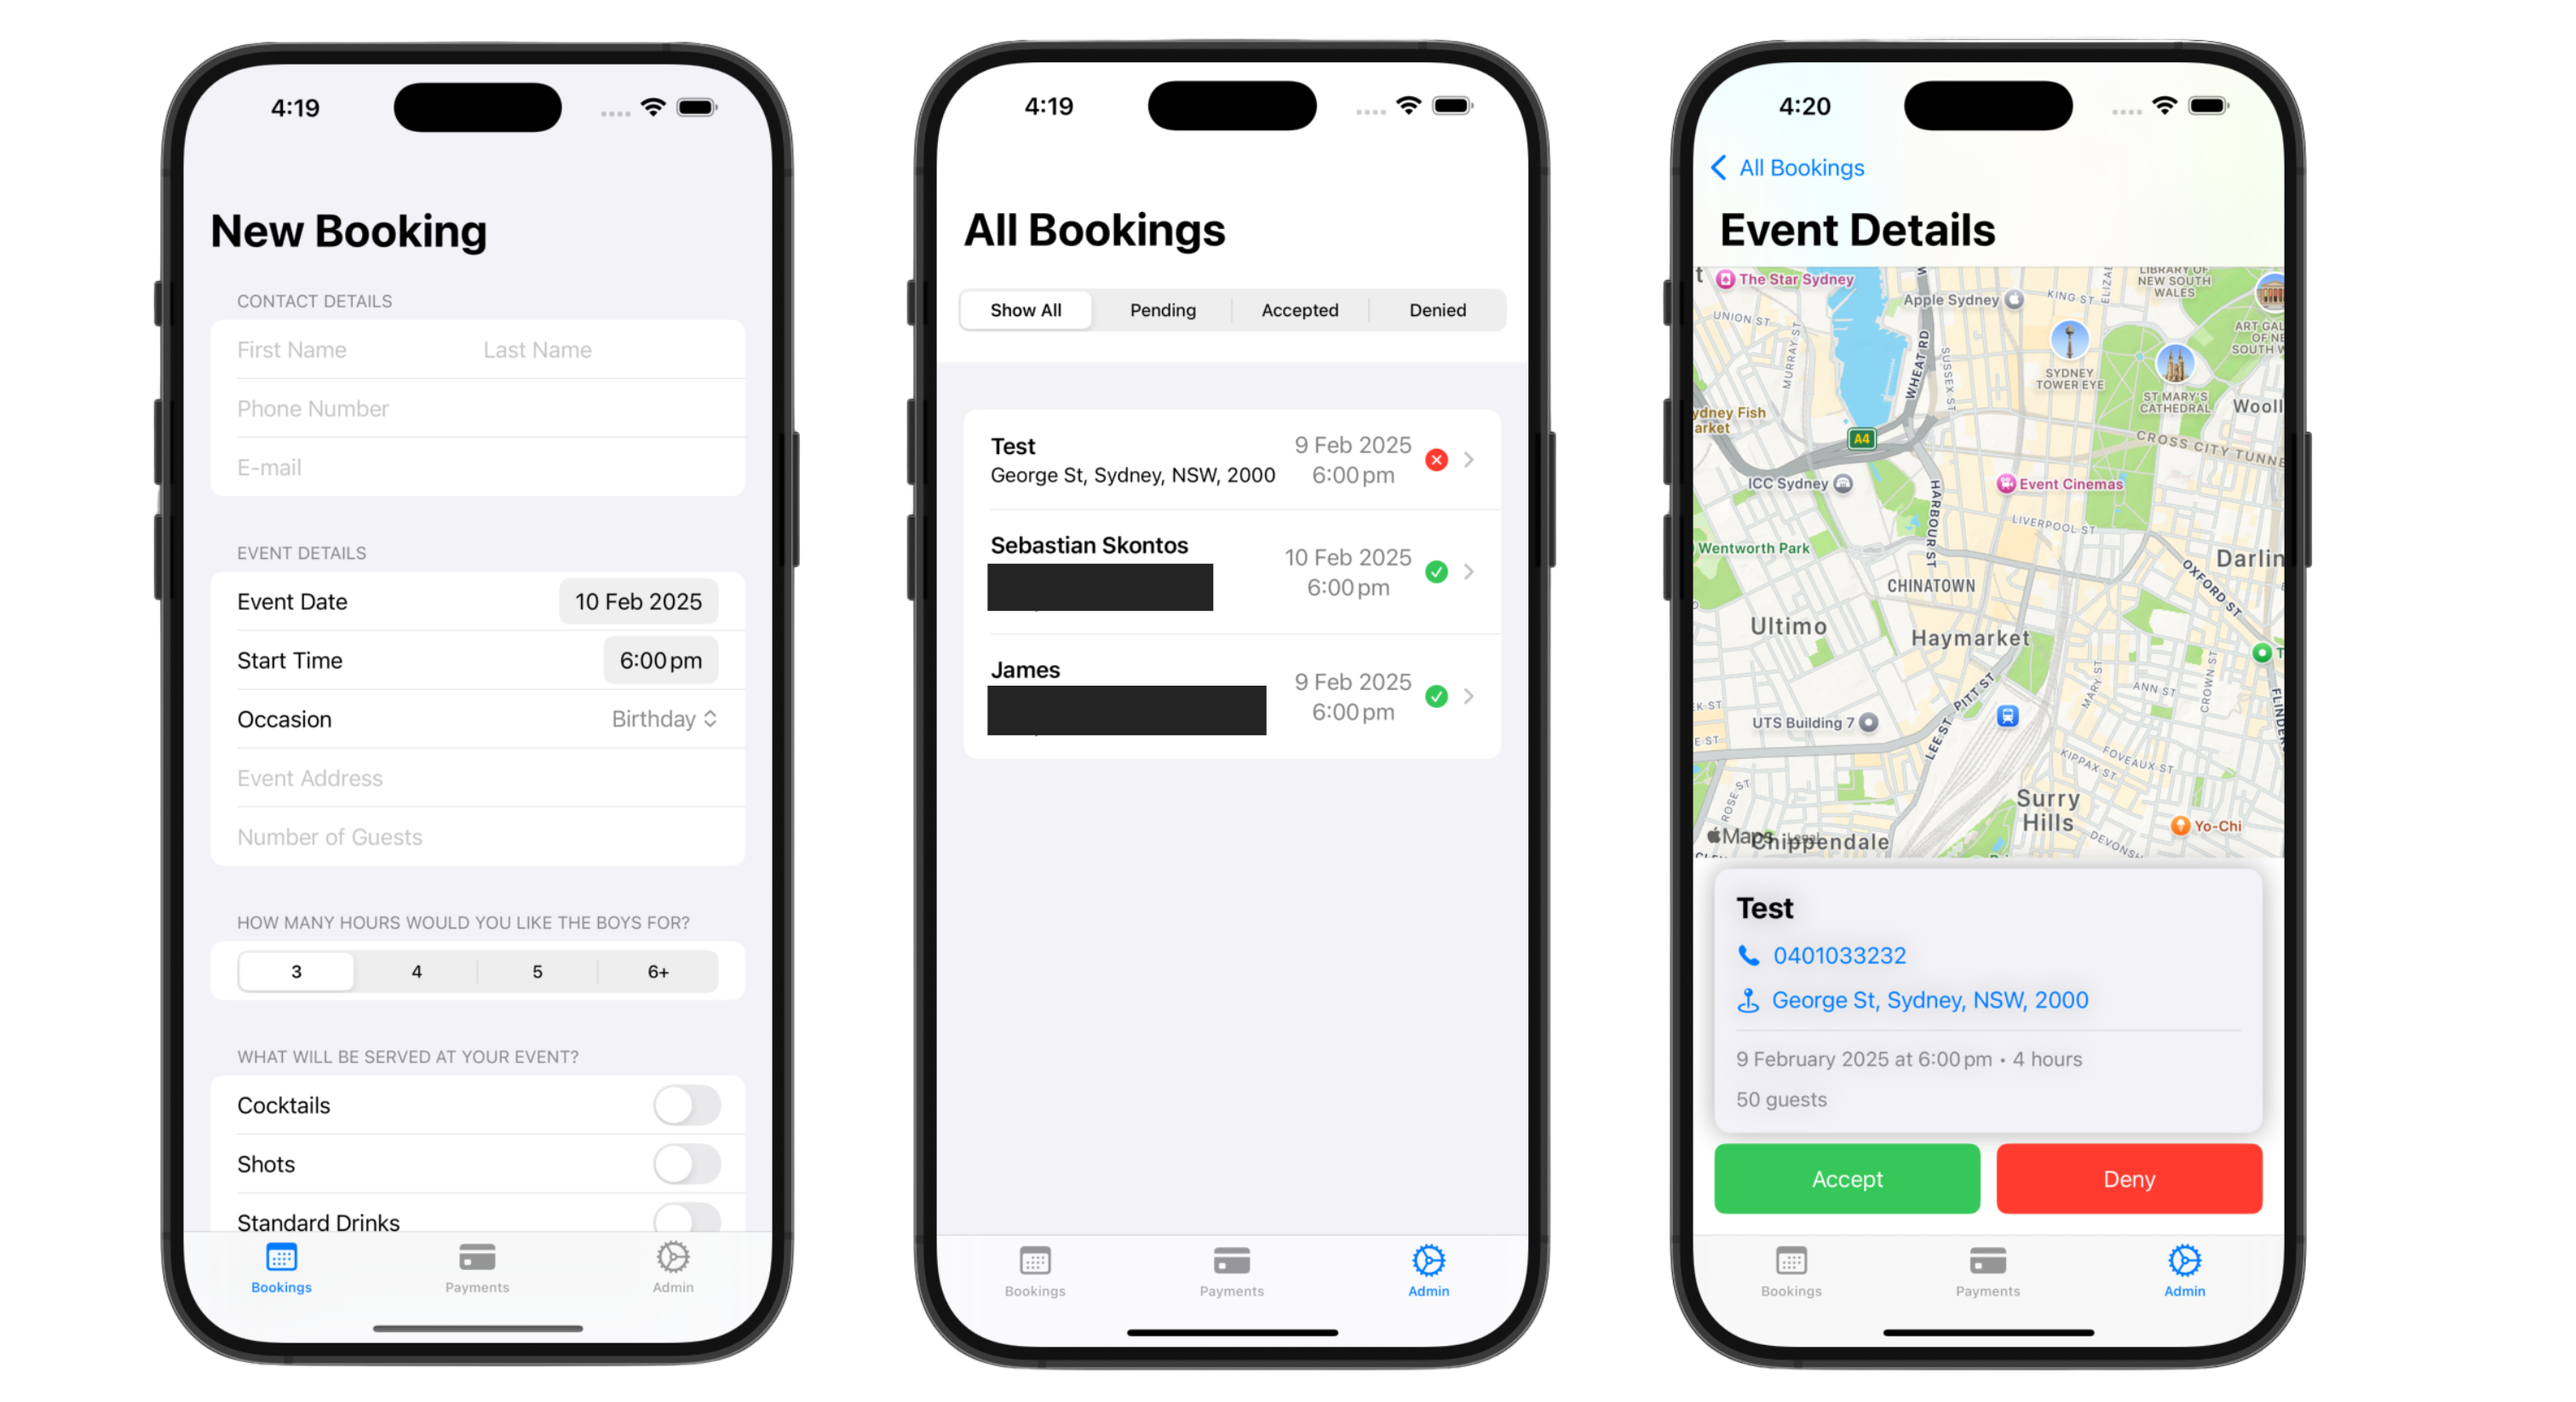 4:19
New Booking
CONTACT DETAILS
First Name Last Name
Phone Number
E-mail
EVENT DETAILS
Event Date 10 Feb 2025
Start Time 6:00 pm
Occasion Birthday
Event Address
Number of Guests
HOW MANY HOURS WOULD YOU LIKE THE BOYS FOR?
3 4 5 6+
WHAT WILL BE SERVED AT YOUR EVENT?
Cocktails
Shots
Standard Drinks
Bookings Payments Admin
4:19
All Bookings
Show All Pending Accepted Denied
Test
George St, Sydney, NSW, 2000
9 Feb 2025
6:00 pm
Sebastian Skontos
10 Feb 2025
6:00 pm
James
9 Feb 2025
6:00 pm
Bookings Payments Admin
4:20
All Bookings
Event Details
t
The Star Sydney
LIBRARY OF
NEW SOUTH
WALES
Apple Sydney
KING ST
ELIZAB
UNION ST
MURRAY ST
WHEAT RD
SUSSEX ST
SYDNEY
TOWER EYE
ART GAL
OF NE
SOUTH W
ST MARY'S
CATHEDRAL
Wooll
ydney Fish
arket
A4
CROSS CITY TUNNE
ICC Sydney
Event Cinemas
HARBOUR ST
LIVERPOOL ST
Wentworth Park
Darlin
CHINATOWN
OXFORD ST
Ultimo
Haymarket
T
PITT ST
MARY ST
ANN ST
CROWN ST
K ST
UTS Building 7
LEE ST
E ST
FLINDER
KIPPAX ST
FOVEAUX ST
ROSE ST
Surry
Hills
Yo-Chi
Maps
Legal
Chippendale
DEVONSH
Test
0401033232
George St, Sydney, NSW, 2000
9 February 2025 at 6:00 pm • 4 hours
50 guests
Accept Deny
Bookings Payments Admin